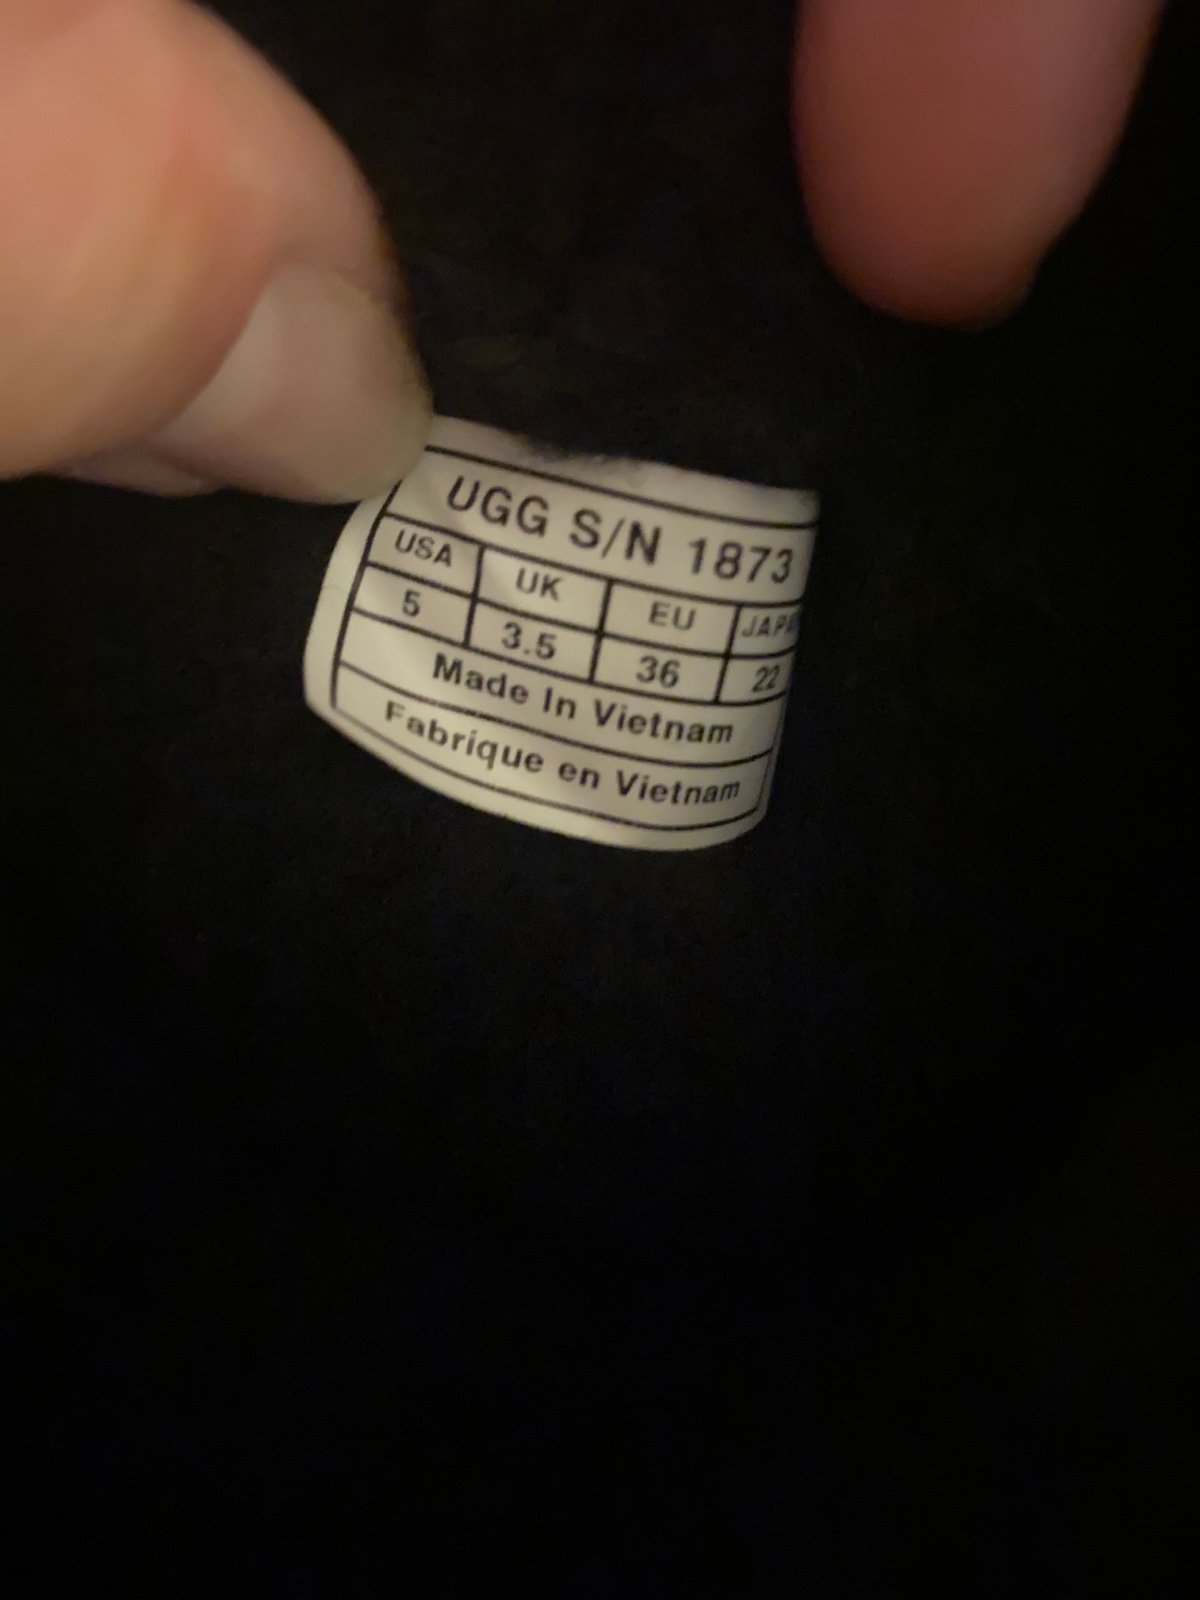 UGG S/N 1873
USA UK EU
5 3.5 36 22
Made In Vietnam
Fabrique en Vietnam